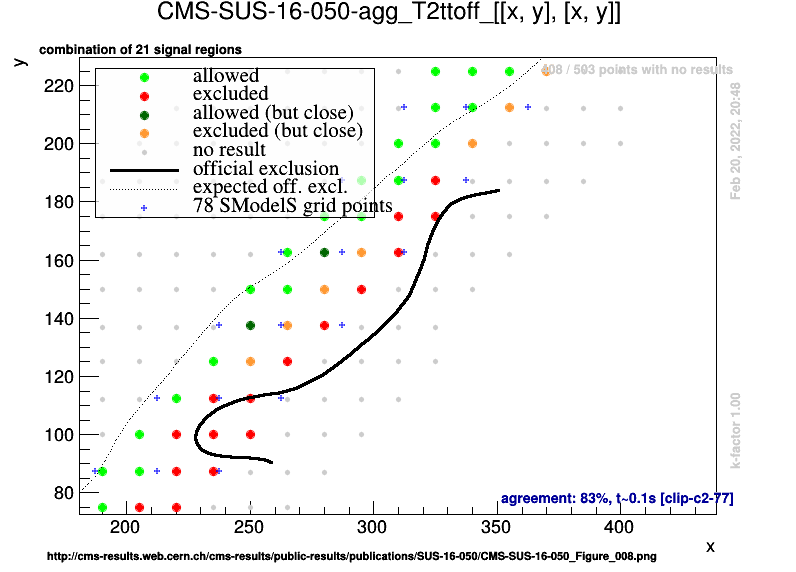 CMS-SUS-16-050-agg_T2ttoff_[[x, y], [x, y]]
combination of 21 signal regions
y
408 / 593 points with no results
allowed
excluded
allowed (but close)
excluded (but close)
no result
official exclusion
expected off. excl.
78 SModelS grid points
220
200
180
160
140
120
100
80
Feb 20, 2022, 20:48
k-factor 1.00
agreement: 83%, t~0.1s [clip-c2-77]
200 250 300 350 400
x
http://cms-results.web.cern.ch/cms-results/public-results/publications/SUS-16-050/CMS-SUS-16-050_Figure_008.png